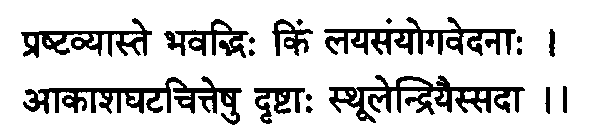 प्रष्टव्यास्ते भवद्भिः किं लयसंयोगवेदनाः ।
आकाशघटचित्तेषु दृष्टाः स्थूलेन्द्रियैस्सदा ।।